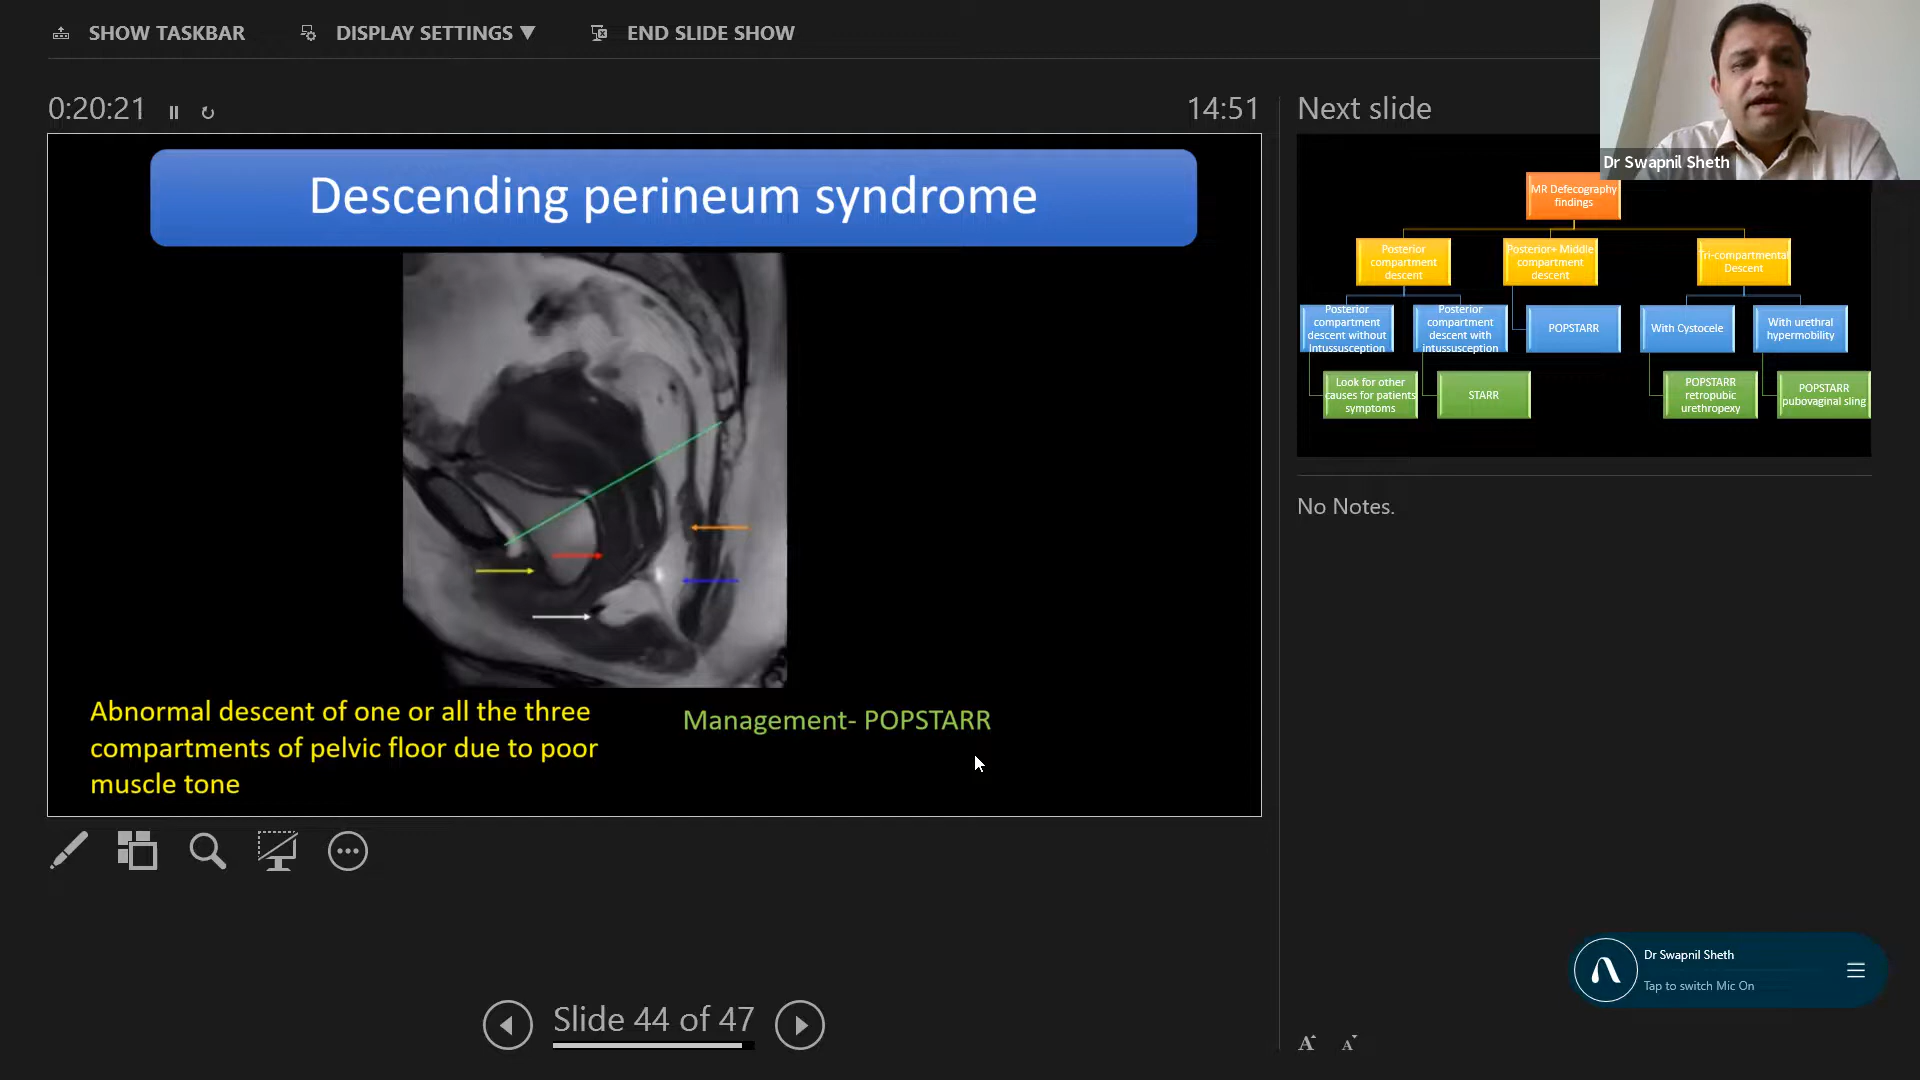 SHOW TASKBAR
DISPLAY SETTINGS ▼
END SLIDE SHOW
0:20:21
14:51
Next slide
Dr Swapnil Sheth
Descending perineum syndrome
Abnormal descent of one or all the three
compartments of pelvic floor due to poor
muscle tone
Management- POPSTARR
MR Defecography
findings
Posterior
compartment
descent
Posterior+ Middle
compartment
descent
Tri-compartmental
Descent
Posterior
compartment
descent without
Intussusception
Posterior
compartment
descent with
intussusception
POPSTARR
With Cystocele
With urethral
hypermobility
Look for other
causes for patients
symptoms
STARR
POPSTARR
retropubic
urethropexy
POPSTARR
pubovaginal sling
No Notes.
Dr Swapnil Sheth
Tap to switch Mic On
Slide 44 of 47
A
A